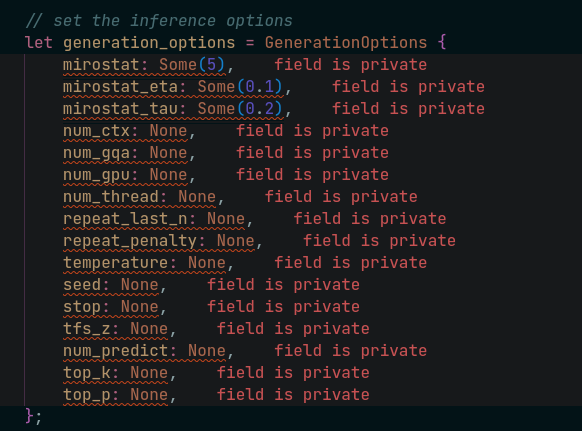 // set the inference options
let generation_options = GenerationOptions {
mirostat: Some(5),    field is private
mirostat_eta: Some(0.1),    field is private
mirostat_tau: Some(0.2),    field is private
num_ctx: None,    field is private
num_gqa: None,    field is private
num_gpu: None,    field is private
num_thread: None,    field is private
repeat_last_n: None,    field is private
repeat_penalty: None,    field is private
temperature: None,    field is private
seed: None,    field is private
stop: None,    field is private
tfs_z: None,    field is private
num_predict: None,    field is private
top_k: None,    field is private
top_p: None,    field is private
};